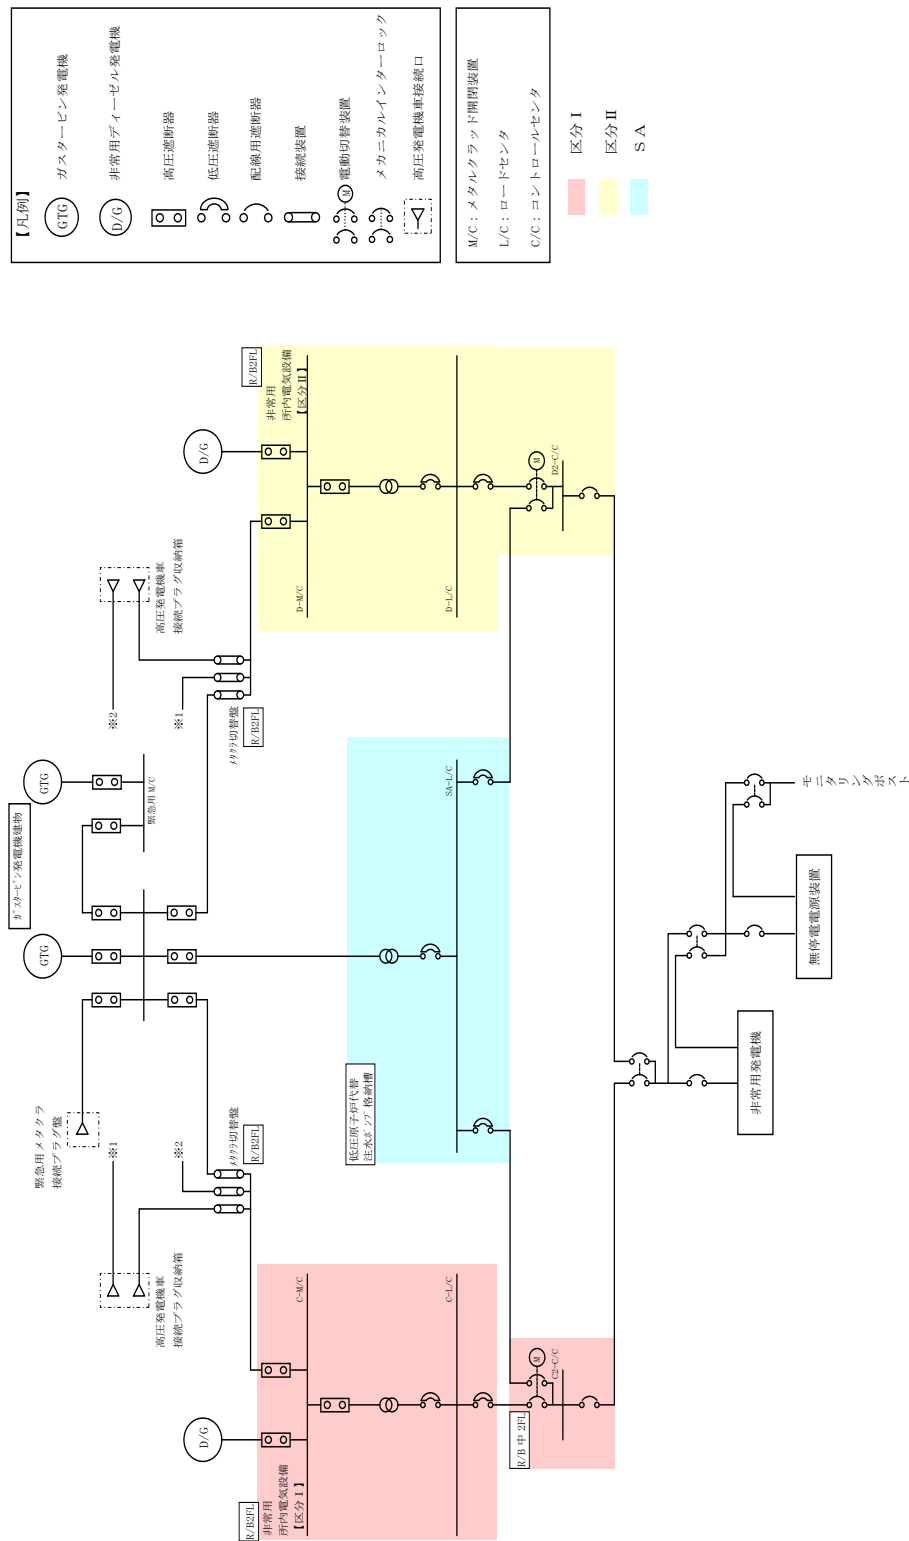 【凡例】
GTG
ガスタービン発電機
D/G
非常用ディーゼル発電機
高圧遮断器
低圧遮断器
配線用遮断器
接続装置
M
電動切替装置
メカニカルインターロック
高圧発電機車接続口
M/C：メタルクラッド開閉装置
L/C：ロードセンタ
C/C：コントロールセンタ
区分Ⅰ
区分Ⅱ
ＳＡ
ガスタービン発電機建物
GTG
GTG
緊急用 M/C
緊急用メタクラ
接続プラグ盤
※1
※2
高圧発電機車
接続プラグ収納箱
メタクラ切替盤
R/B2FL
※2
※1
高圧発電機車
接続プラグ収納箱
メタクラ切替盤
R/B2FL
D/G
R/B2FL
非常用
所内電気設備
【区分Ⅰ】
C-M/C
C-L/C
R/B 中 2FL
M
C2-C/C
低圧原子炉代替
注水ポンプ格納槽
SA-L/C
D/G
R/B2FL
非常用
所内電気設備
【区分Ⅱ】
D-M/C
D-L/C
M
D2-C/C
非常用発電機
無停電電源装置
モニタリングポスト